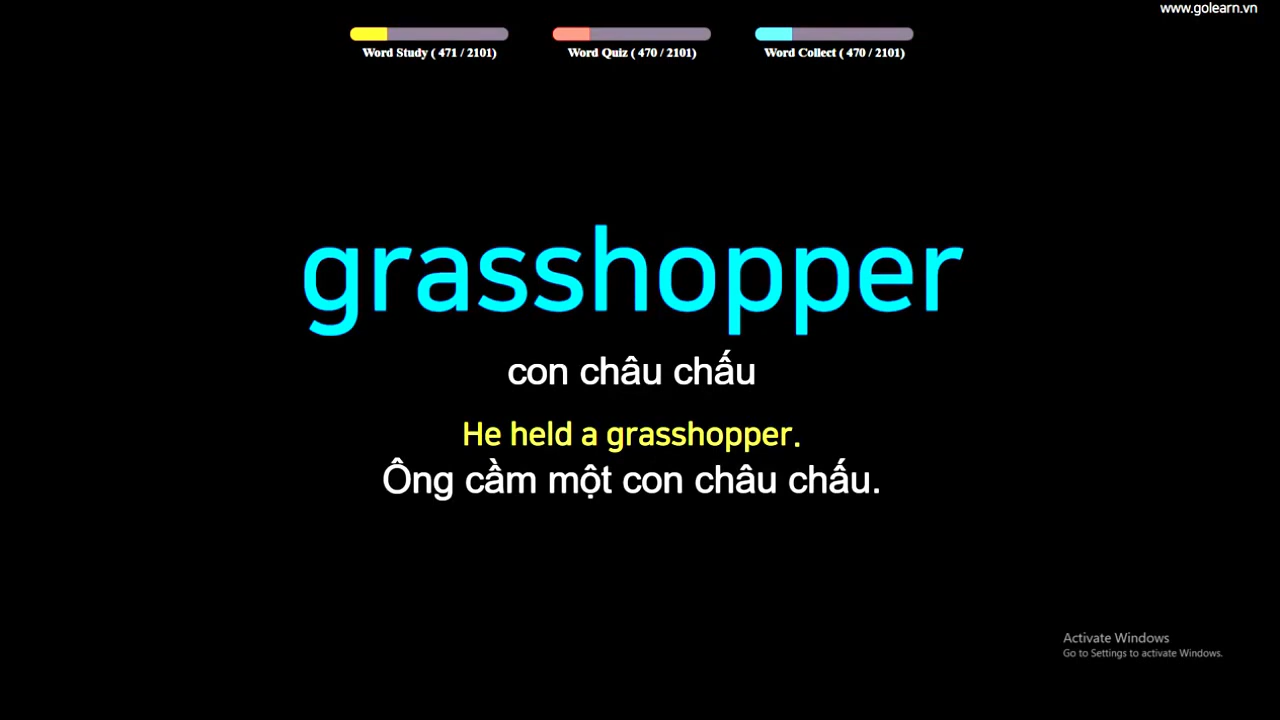 www.golearn.vn
Word Study ( 471 / 2101)
Word Quiz ( 470 / 2101)
Word Collect ( 470 / 2101)
grasshopper
con châu chấu
He held a grasshopper.
Ông cầm một con châu chấu.
Activate Windows
Go to Settings to activate Windows.